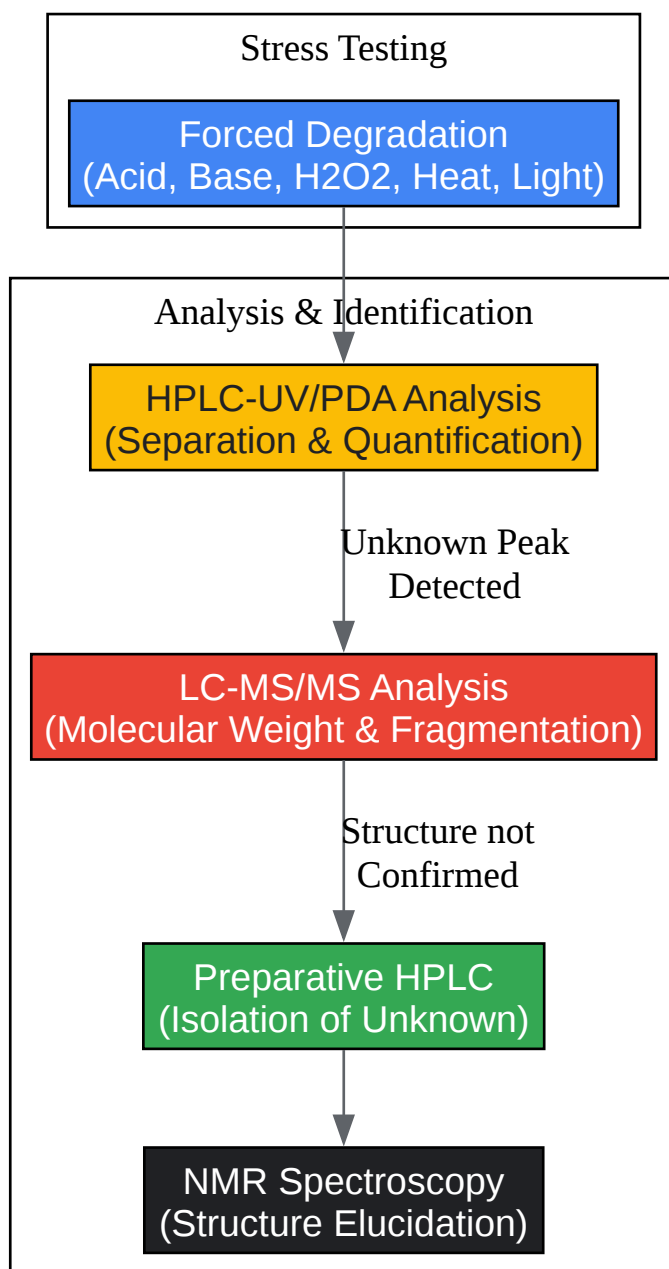 Stress Testing
Forced Degradation
(Acid, Base, H2O2, Heat, Light)
Analysis & Identification
HPLC-UV/PDA Analysis
(Separation & Quantification)
Unknown Peak
Detected
LC-MS/MS Analysis
(Molecular Weight & Fragmentation)
Structure not
Confirmed
Preparative HPLC
(Isolation of Unknown)
NMR Spectroscopy
(Structure Elucidation)